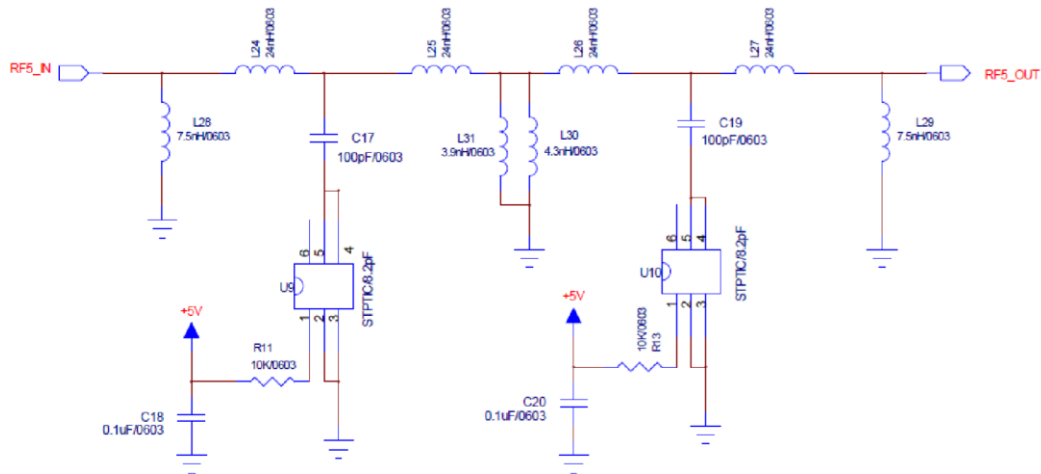 L24
24nH/0603
L25
24nH/0603
L26
24nH/0603
L27
24nH/0603
RF5_IN
RF5_OUT
L28
7.5nH/0603
C17
100pF/0603
L31
3.9nH/0603
L30
4.3nH/0603
C19
100pF/0603
L29
7.5nH/0603
6
5
4
U9
STPTIC/8.2pF
1
2
3
6
5
4
U10
STPTIC/8.2pF
1
2
3
+5V
R11
10K/0603
C18
0.1uF/0603
+5V
10K/0603
R13
C20
0.1uF/0603